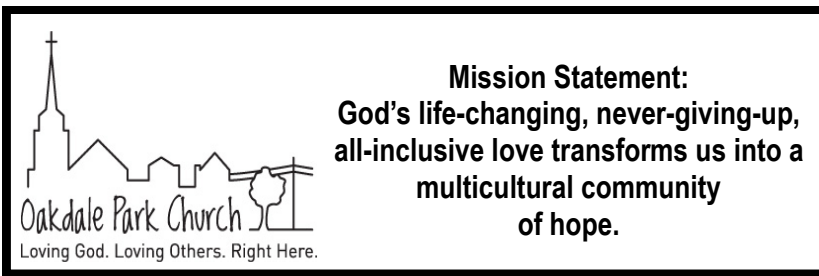 Oakdale Park Church
Loving God. Loving Others. Right Here.
Mission Statement:
God’s life-changing, never-giving-up,
all-inclusive love transforms us into a
multicultural community
of hope.